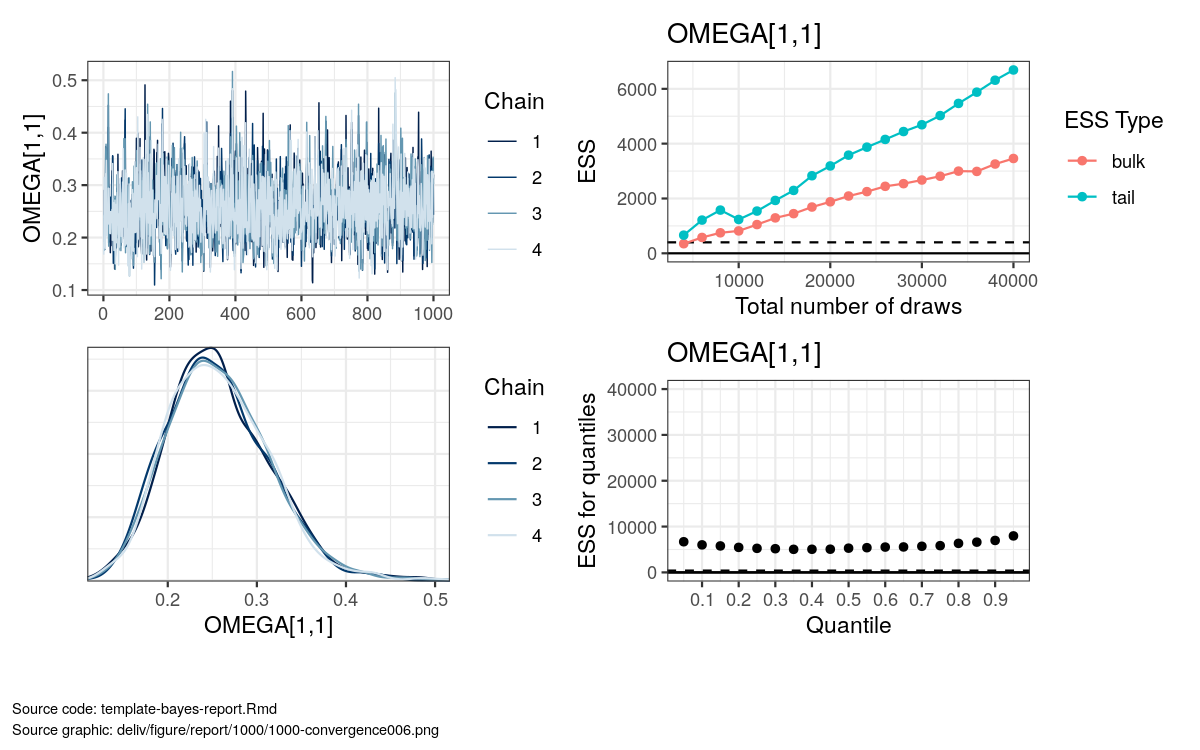 OMEGA[1,1]
0.5
0.4
0.3
0.2
0.1
0 200 400 600 800 1000
Chain
1
2
3
4
OMEGA[1,1]
ESS
6000
4000
2000
0
10000 20000 30000 40000
Total number of draws
ESS Type
bulk
tail
0.2 0.3 0.4 0.5
OMEGA[1,1]
Chain
1
2
3
4
OMEGA[1,1]
ESS for quantiles
40000
30000
20000
10000
0
0.1 0.2 0.3 0.4 0.5 0.6 0.7 0.8 0.9
Quantile
Source code: template-bayes-report.Rmd
Source graphic: deliv/figure/report/1000/1000-convergence006.png